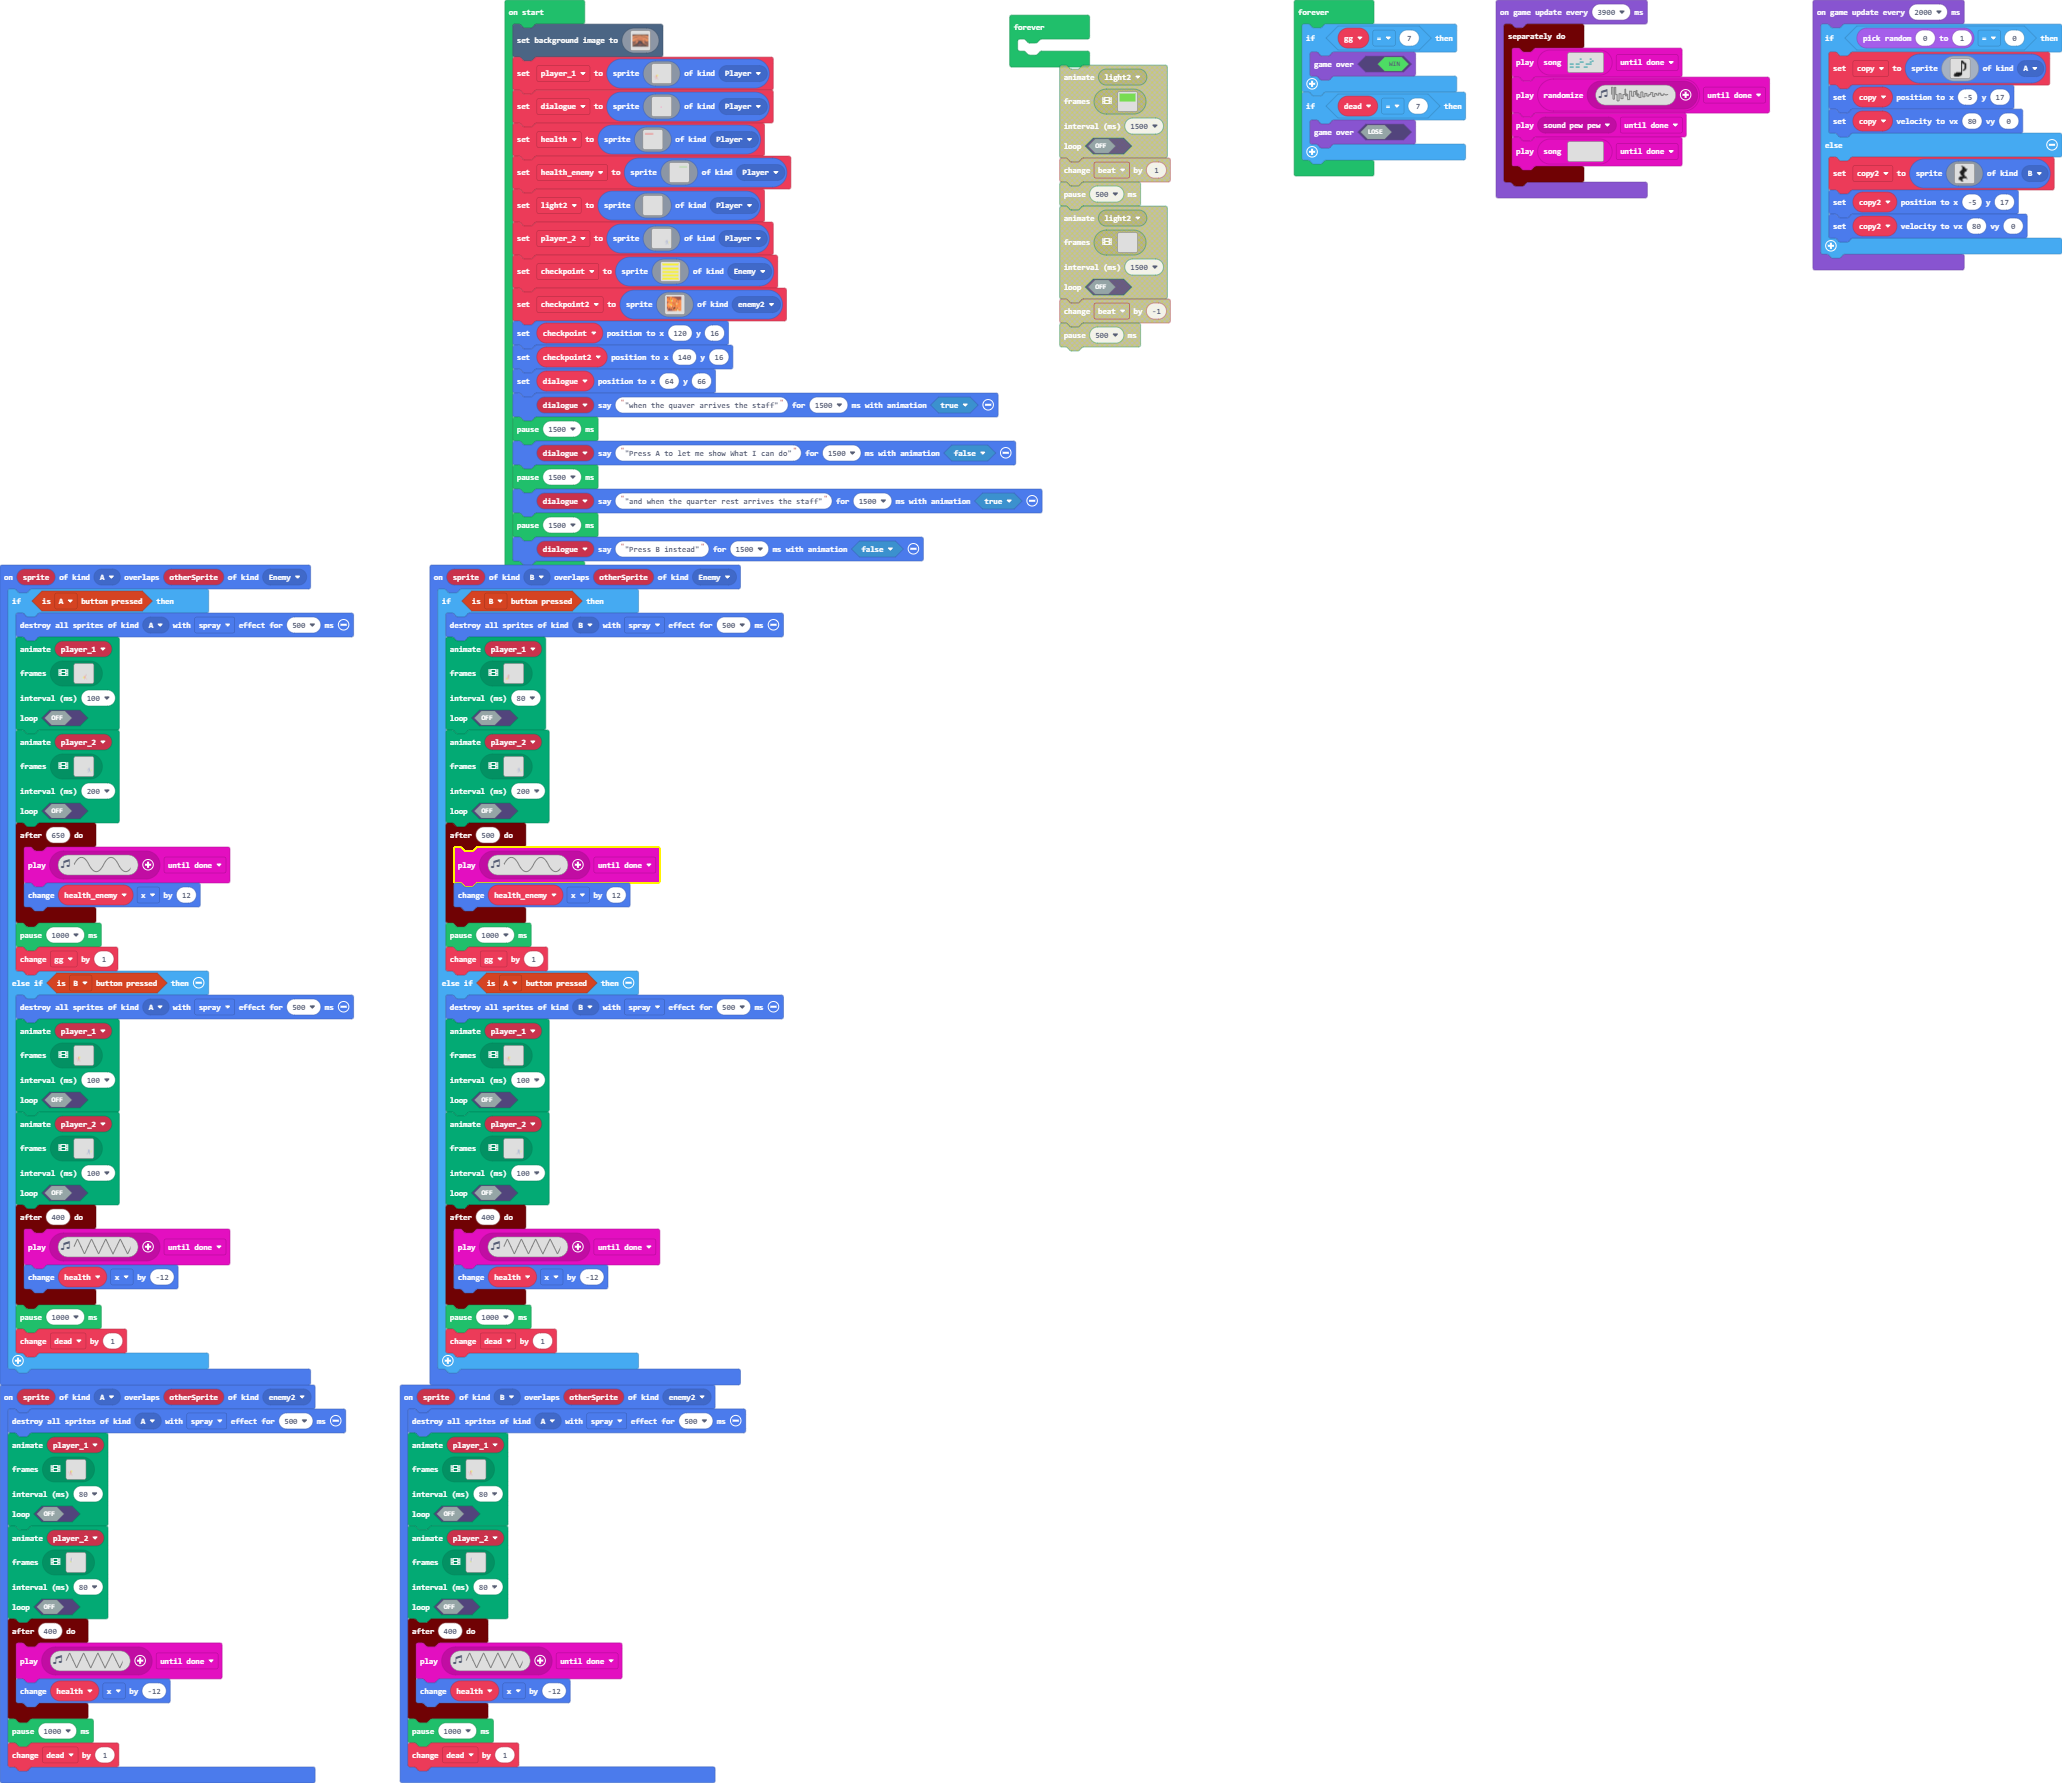 on start
set background image to
set player_1 to sprite of kind Player
set dialogue to sprite of kind Player
set health to sprite of kind Player
set health_enemy to sprite of kind Player
set light2 to sprite of kind Player
set player_2 to sprite of kind Player
set checkpoint to sprite of kind Enemy
set checkpoint2 to sprite of kind enemy2
set checkpoint position to x 120 y 16
set checkpoint2 position to x 140 y 16
set dialogue position to x 64 y 66
dialogue say ""when the quaver arrives the staff"" for 1500 ms with animation true
pause 1500 ms
dialogue say ""Press A to let me show What I can do"" for 1500 ms with animation false
pause 1500 ms
dialogue say ""and when the quarter rest arrives the staff"" for 1500 ms with animation true
pause 1500 ms
dialogue say ""Press B instead"" for 1500 ms with animation false
forever
animate light2
frames
interval (ms) 1500
loop OFF
change beat by 1
pause 500 ms
animate light2
frames
interval (ms) 1500
loop OFF
change beat by -1
pause 500 ms
forever
if gg = 7 then
game over WIN
if dead = 7 then
game over LOSE
on game update every 3900 ms
separately do
play song until done
play randomize until done
play sound pew pew until done
play song until done
on game update every 2000 ms
if pick random 0 to 1 = 0 then
set copy to sprite of kind A
set copy position to x -5 y 17
set copy velocity to vx 80 vy 0
else
set copy2 to sprite of kind B
set copy2 position to x -5 y 17
set copy2 velocity to vx 80 vy 0
on sprite of kind A overlaps otherSprite of kind Enemy
if is A button pressed then
destroy all sprites of kind A with spray effect for 500 ms
animate player_1
frames
interval (ms) 100
loop OFF
animate player_2
frames
interval (ms) 200
loop OFF
after 650 do
play until done
change health_enemy x by 12
pause 1000 ms
change gg by 1
else if is B button pressed then
destroy all sprites of kind A with spray effect for 500 ms
animate player_1
frames
interval (ms) 100
loop OFF
animate player_2
frames
interval (ms) 100
loop OFF
after 400 do
play until done
change health x by -12
pause 1000 ms
change dead by 1
on sprite of kind B overlaps otherSprite of kind Enemy
if is B button pressed then
destroy all sprites of kind B with spray effect for 500 ms
animate player_1
frames
interval (ms) 80
loop OFF
animate player_2
frames
interval (ms) 200
loop OFF
after 500 do
play until done
change health_enemy x by 12
pause 1000 ms
change gg by 1
else if is A button pressed then
destroy all sprites of kind B with spray effect for 500 ms
animate player_1
frames
interval (ms) 100
loop OFF
animate player_2
frames
interval (ms) 100
loop OFF
after 400 do
play until done
change health x by -12
pause 1000 ms
change dead by 1
on sprite of kind A overlaps otherSprite of kind enemy2
destroy all sprites of kind A with spray effect for 500 ms
animate player_1
frames
interval (ms) 80
loop OFF
animate player_2
frames
interval (ms) 80
loop OFF
after 400 do
play until done
change health x by -12
pause 1000 ms
change dead by 1
on sprite of kind B overlaps otherSprite of kind enemy2
destroy all sprites of kind A with spray effect for 500 ms
animate player_1
frames
interval (ms) 80
loop OFF
animate player_2
frames
interval (ms) 80
loop OFF
after 400 do
play until done
change health x by -12
pause 1000 ms
change dead by 1